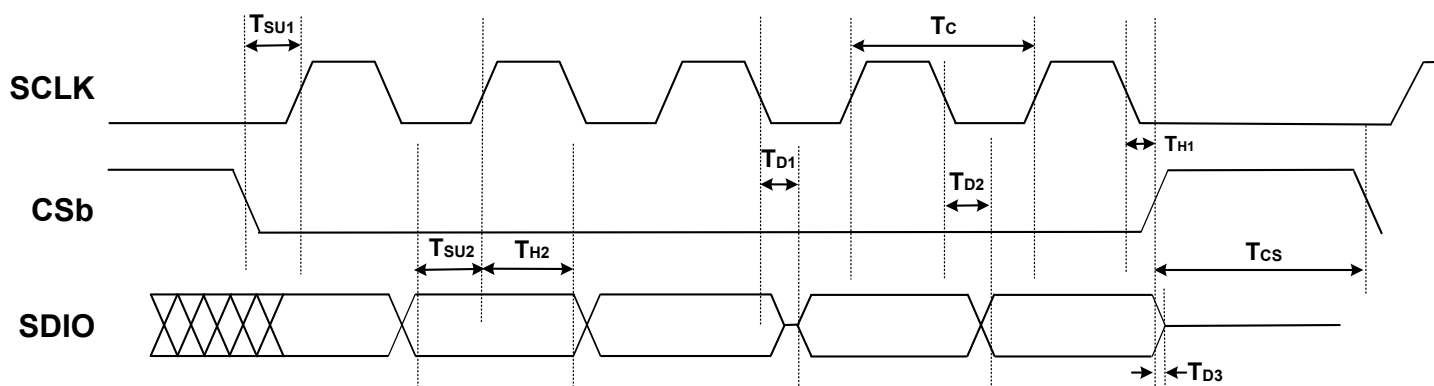 TSU1
TC
SCLK
TH1
TD1
TD2
CSb
TSU2
TH2
TCS
SDIO
TD3